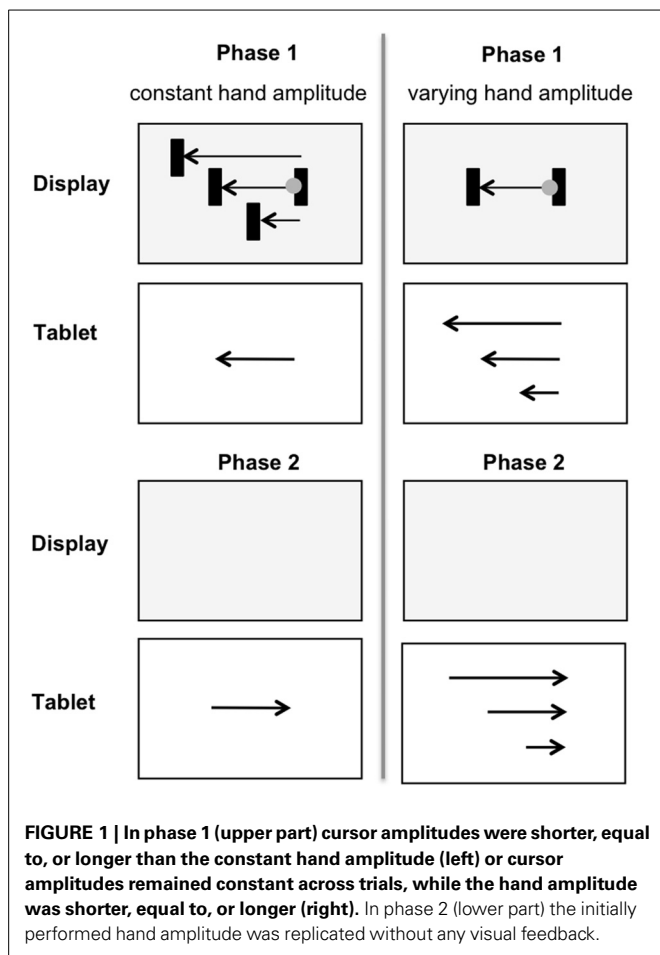 Phase 1
constant hand amplitude
Phase 1
varying hand amplitude
Display
Tablet
Phase 2
Phase 2
Display
Tablet
FIGURE 1 | In phase 1 (upper part) cursor amplitudes were shorter, equal
to, or longer than the constant hand amplitude (left) or cursor
amplitudes remained constant across trials, while the hand amplitude
was shorter, equal to, or longer (right). In phase 2 (lower part) the initially
performed hand amplitude was replicated without any visual feedback.